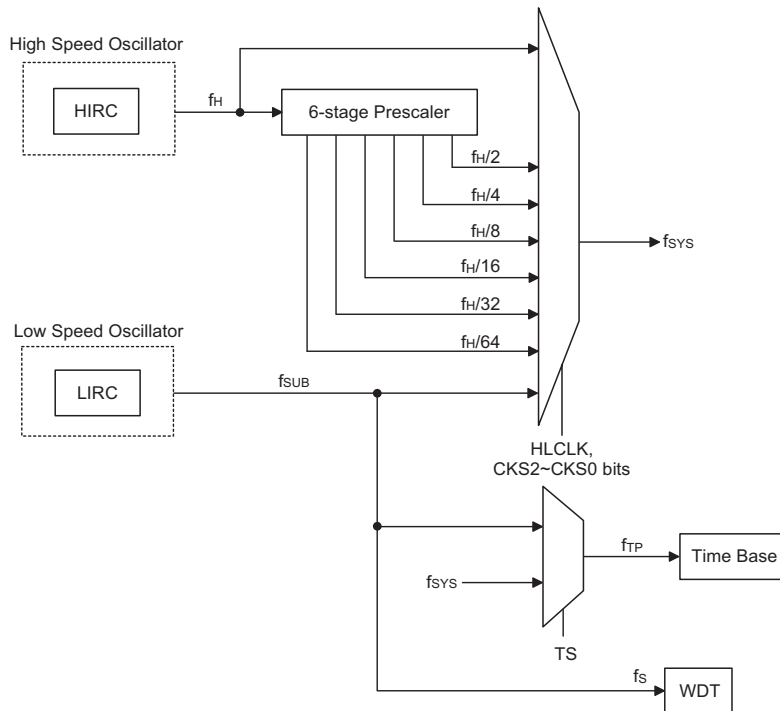 High Speed Oscillator
HIRC
fH
6-stage Prescaler
fH/2
fH/4
fH/8
fH/16
fH/32
fH/64
fSYS
Low Speed Oscillator
LIRC
fSUB
HLCLK,
CKS2~CKS0 bits
fSYS
fTP
Time Base
TS
fS
WDT